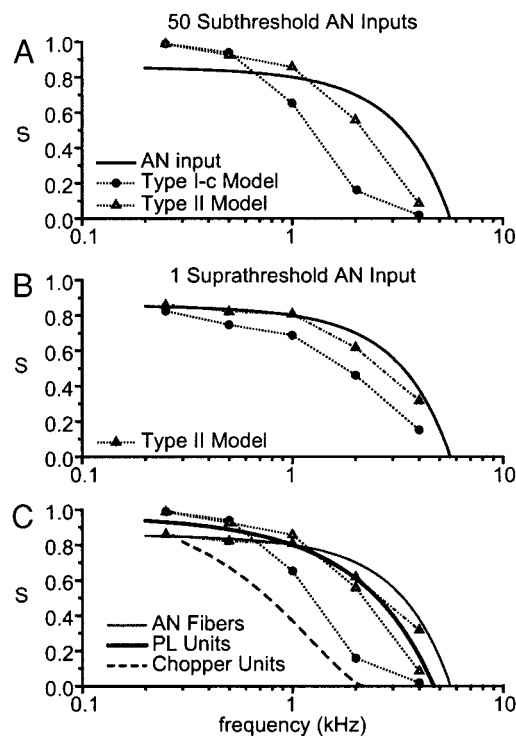 50 Subthreshold AN Inputs
A
1.0
0.8
0.6
0.4
0.2
0.0
S
AN input
Type I-c Model
Type II Model
0.1
1
10
1 Suprathreshold AN Input
B
1.0
0.8
0.6
0.4
0.2
0.0
S
Type II Model
0.1
1
10
C
1.0
0.8
0.6
0.4
0.2
0.0
S
AN Fibers
PL Units
Chopper Units
0.1
1
10
frequency (kHz)